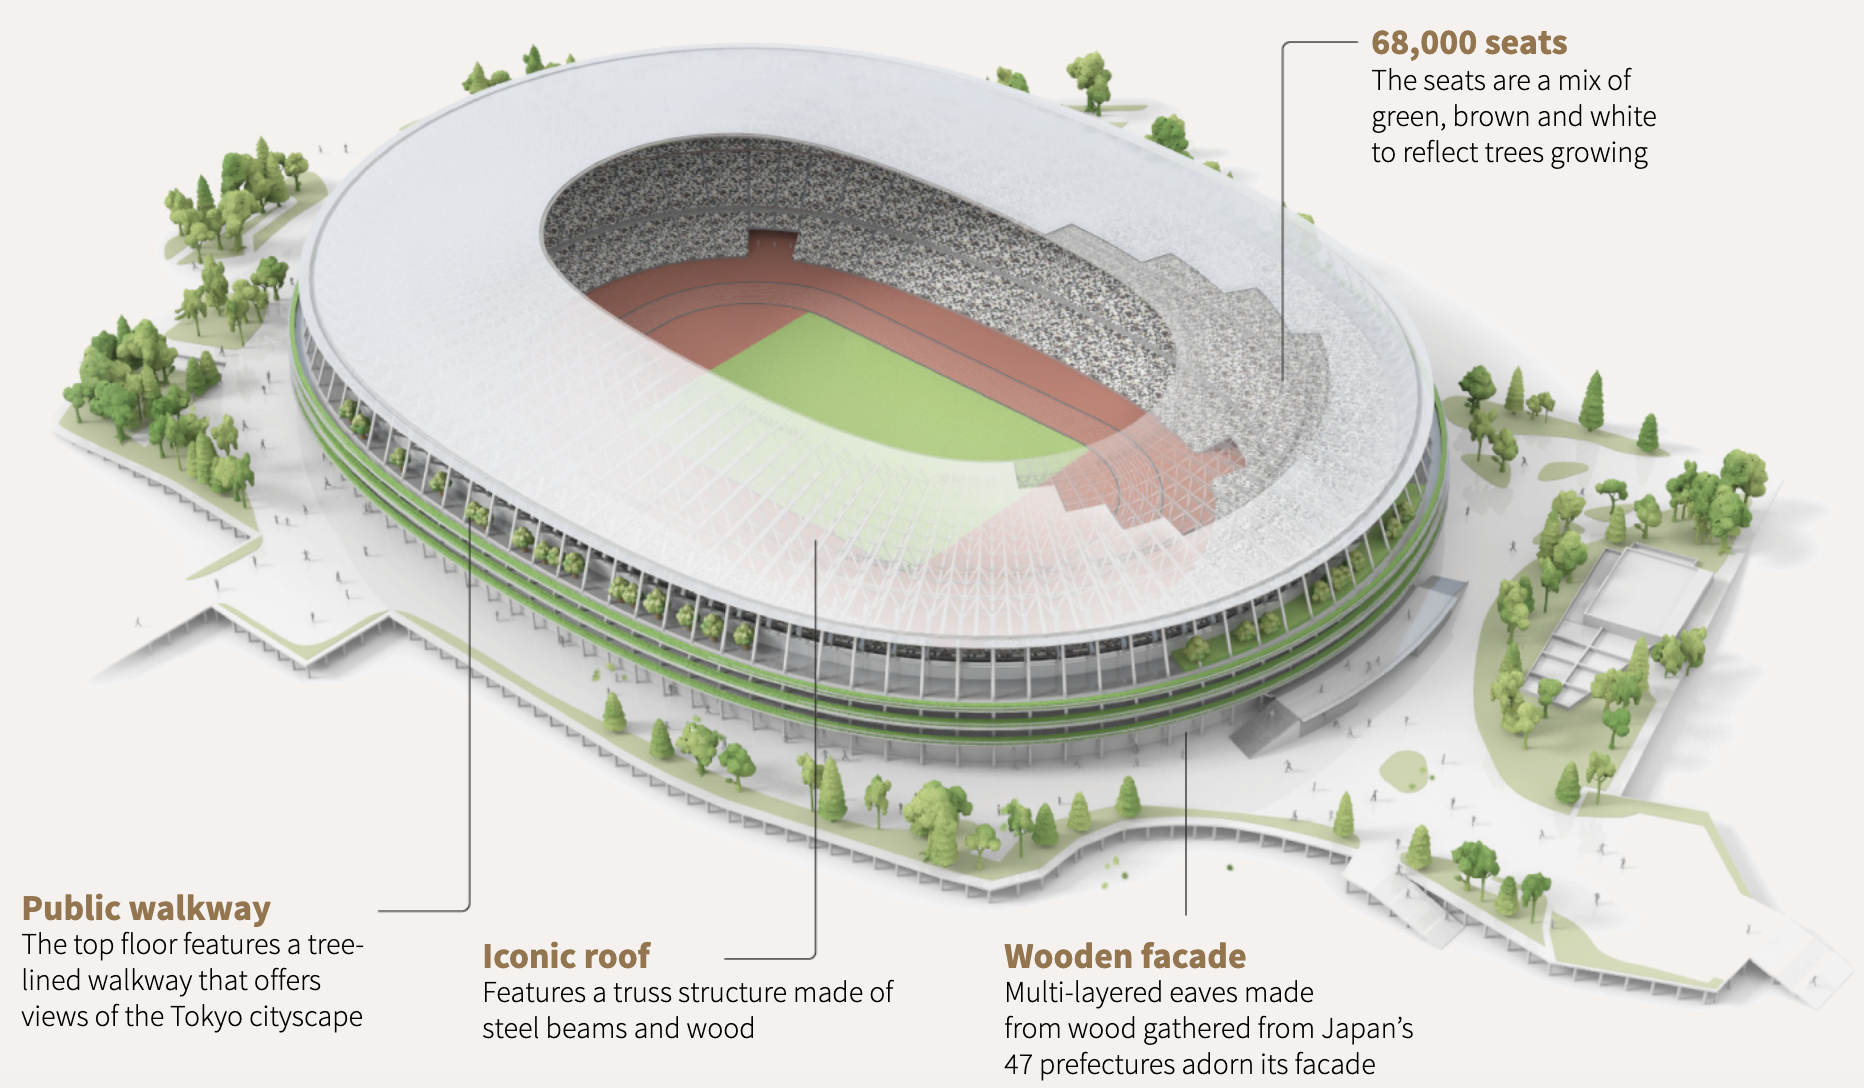 68,000 seats
The seats are a mix of
green, brown and white
to reflect trees growing
Public walkway
The top floor features a tree-
lined walkway that offers
views of the Tokyo cityscape
Iconic roof
Features a truss structure made of
steel beams and wood
Wooden facade
Multi-layered eaves made
from wood gathered from Japan’s
47 prefectures adorn its facade